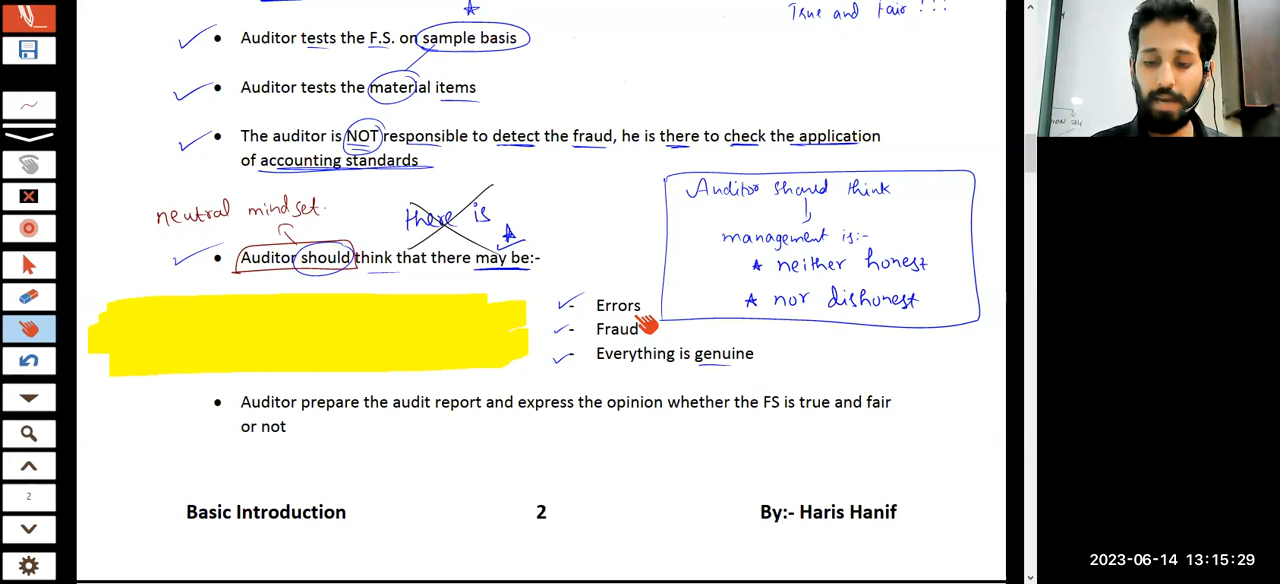 True and Fair !!!
Auditor tests the F.S. on sample basis
Auditor tests the material items
The auditor is NOT responsible to detect the fraud, he is there to check the application
of accounting standards
neutral mindset.
there is
Auditor should think that there may be:-
Auditor shared think
management is:-
neither honest
nor dishonest
- Errors
- Fraud
- Everything is genuine
Auditor prepare the audit report and express the opinion whether the FS is true and fair
or not
Basic Introduction 2 By:- Haris Hanif
2
2023-06-14 13:15:29